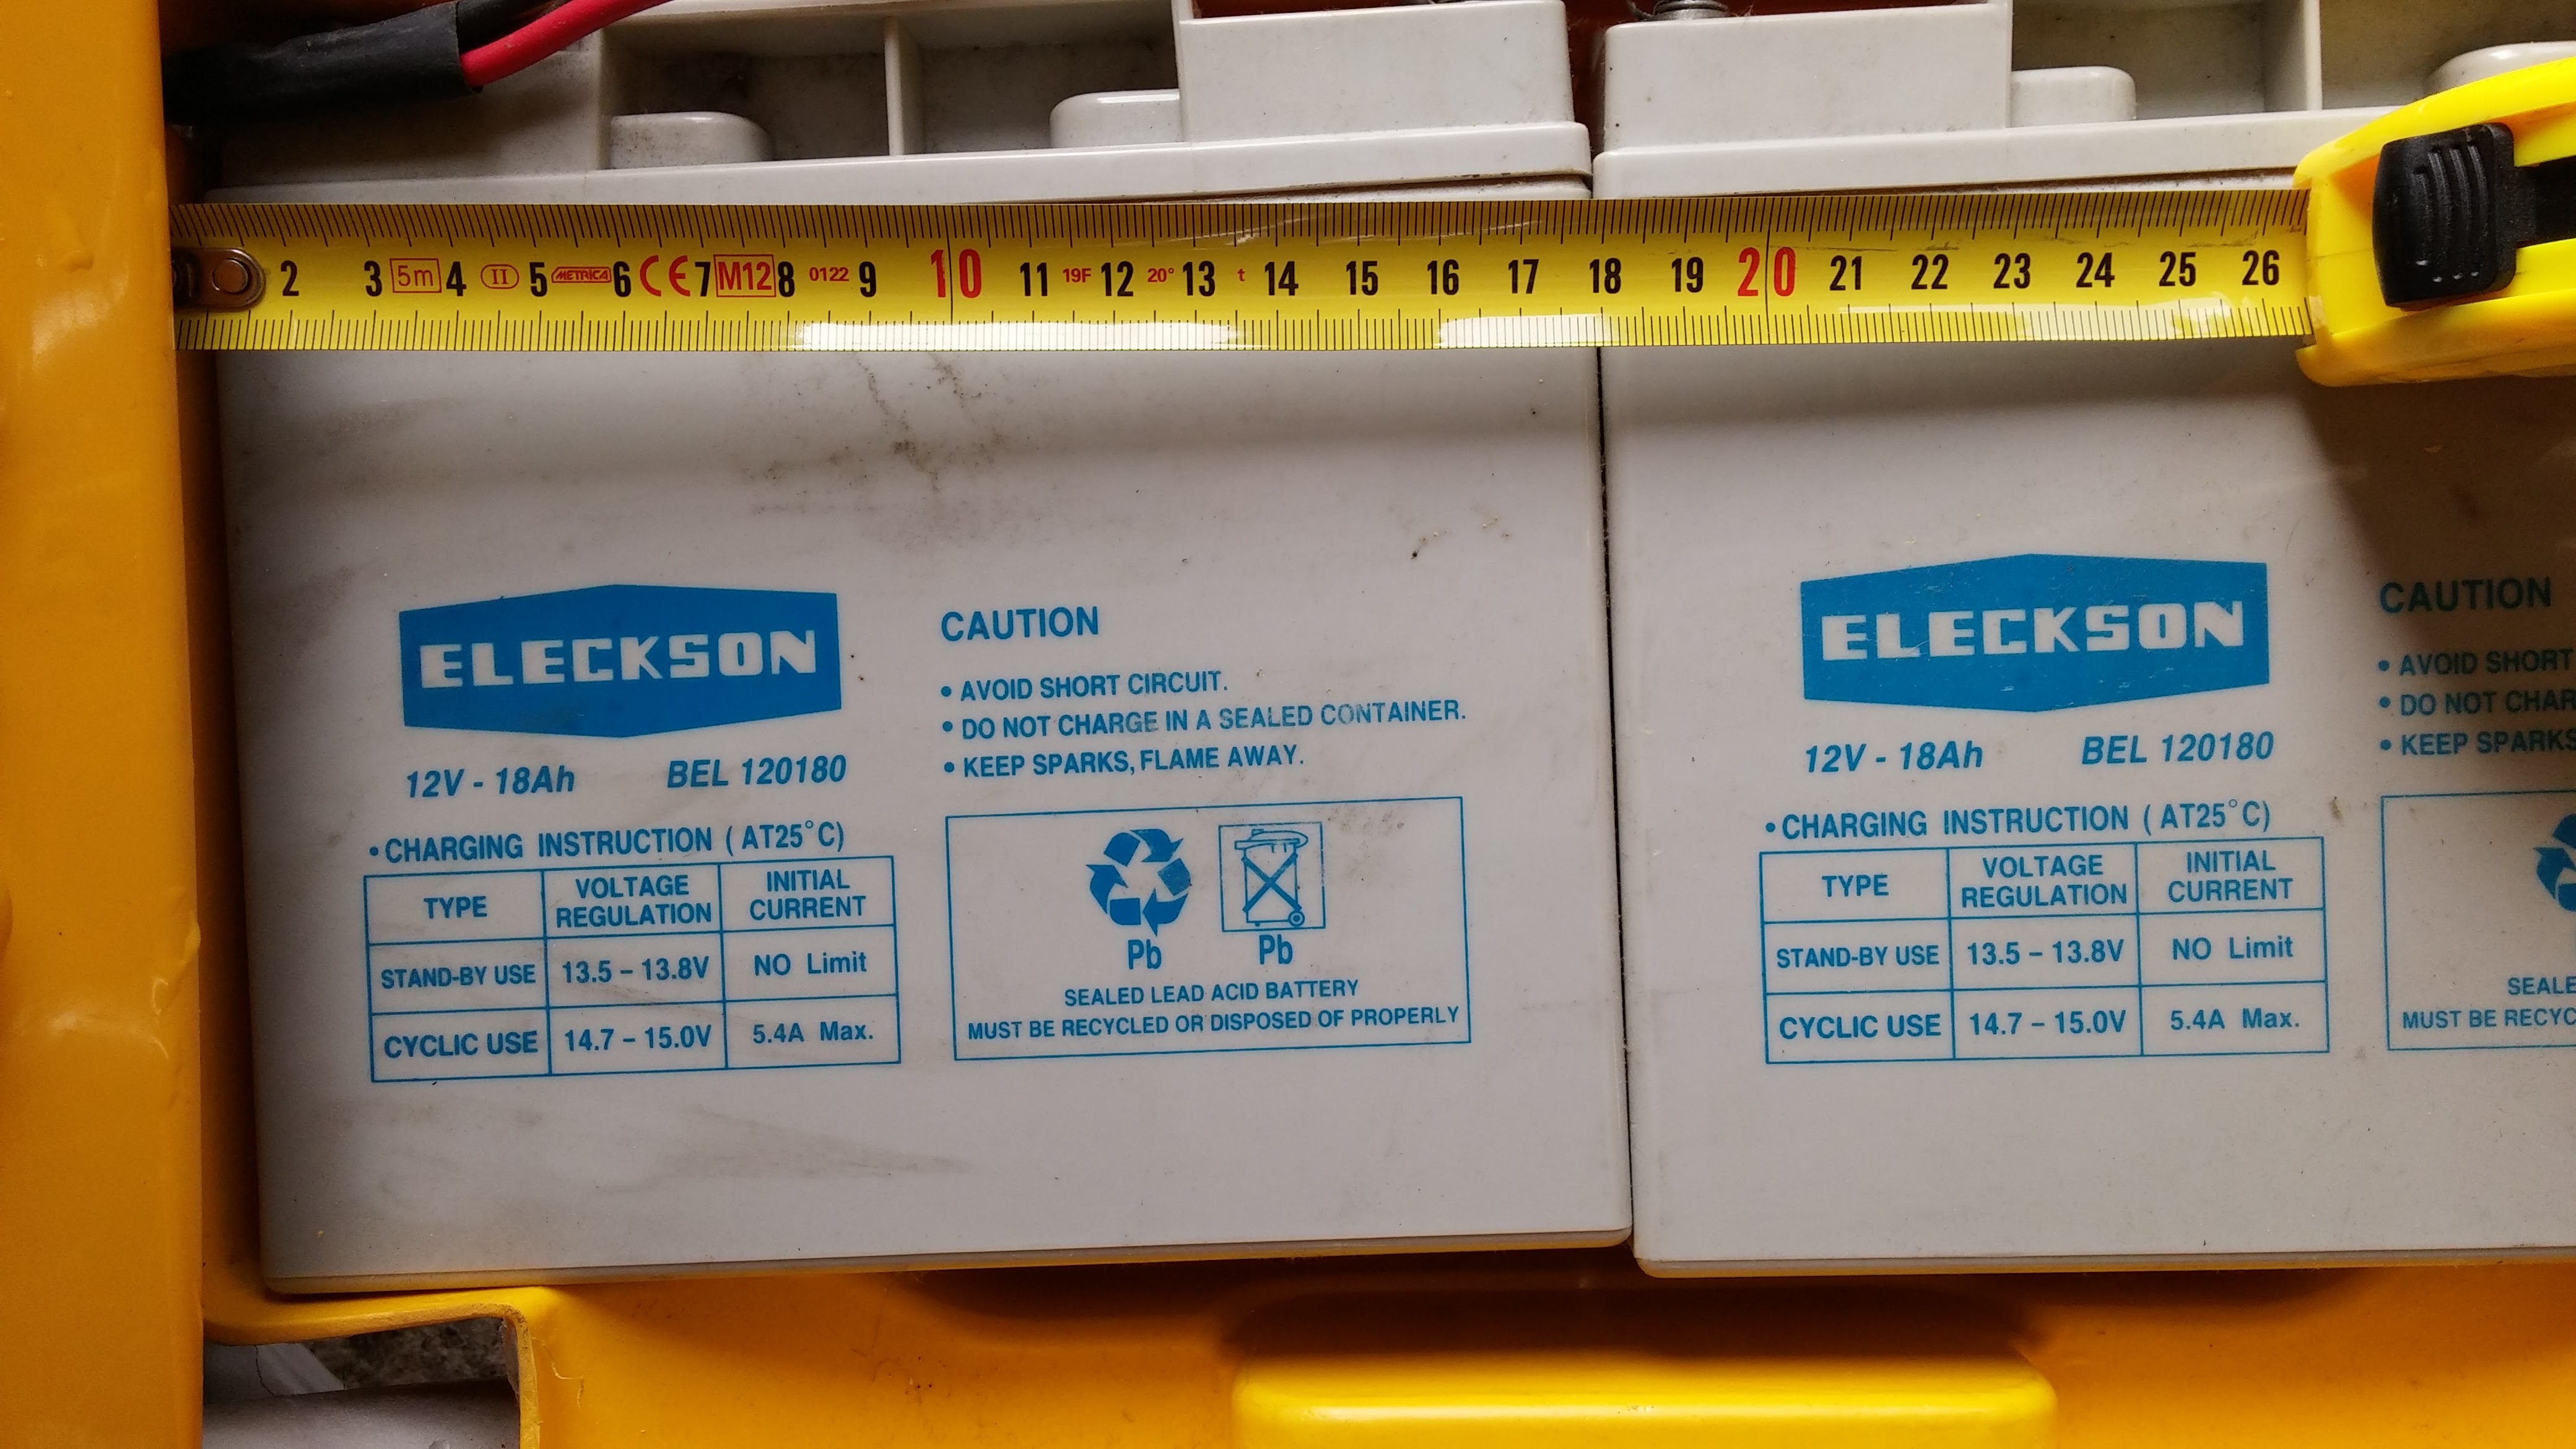 2 3 5m 4 II 5 METRICA 6 CE 7 M12 8 0122 9 10 11 19F 12 20° 13 t 14 15 16 17 18 19 20 21 22 23 24 25 26
ELECKSON
12V - 18Ah BEL 120180
•CHARGING INSTRUCTION (AT25°C)
TYPE VOLTAGE REGULATION INITIAL CURRENT
STAND-BY USE 13.5 – 13.8V NO Limit
CYCLIC USE 14.7 – 15.0V 5.4A Max.
CAUTION
• AVOID SHORT CIRCUIT.
• DO NOT CHARGE IN A SEALED CONTAINER.
• KEEP SPARKS, FLAME AWAY.
Pb Pb
SEALED LEAD ACID BATTERY
MUST BE RECYCLED OR DISPOSED OF PROPERLY
ELECKSON
12V - 18Ah BEL 120180
•CHARGING INSTRUCTION (AT25°C)
TYPE VOLTAGE REGULATION INITIAL CURRENT
STAND-BY USE 13.5 – 13.8V NO Limit
CYCLIC USE 14.7 – 15.0V 5.4A Max.
CAUTION
• AVOID SHORT
• DO NOT CHAR
• KEEP SPARKS
SEALE
MUST BE RECYC